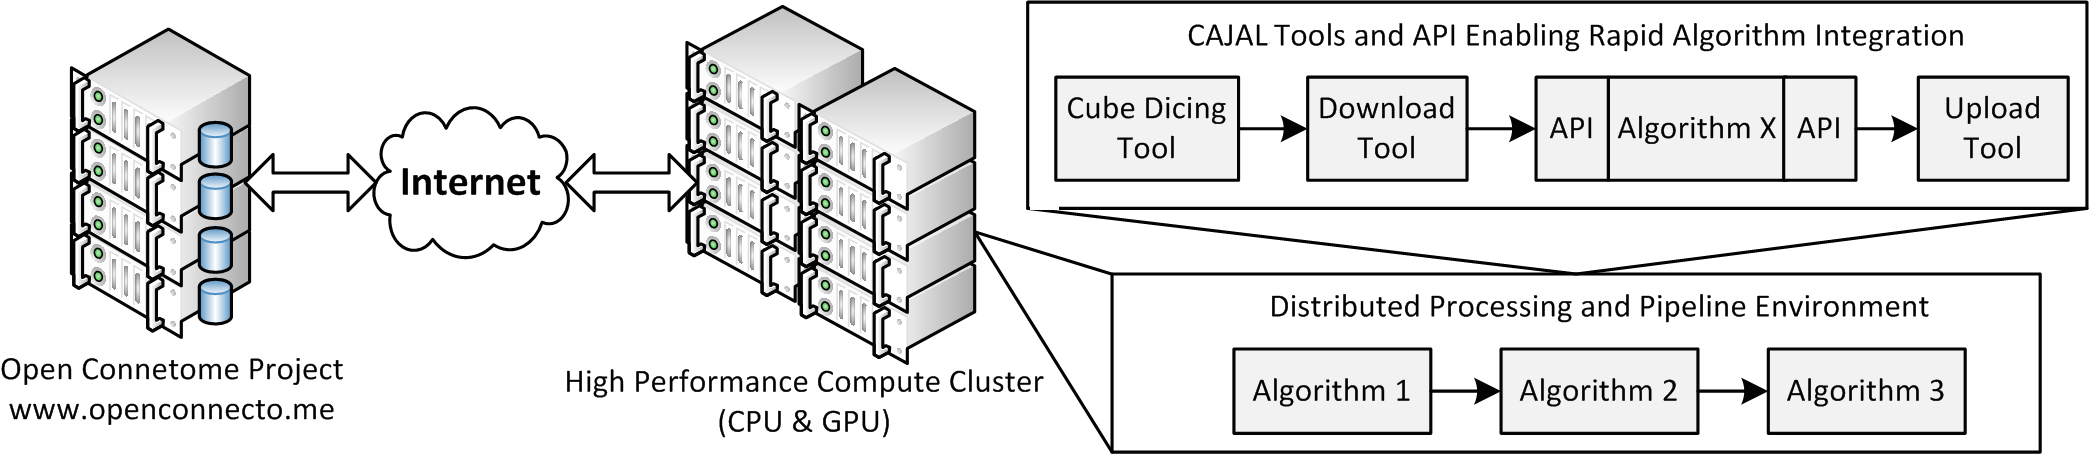 Open Connetome Project
www.openconnecto.me
Internet
High Performance Compute Cluster
(CPU & GPU)
CAJAL Tools and API Enabling Rapid Algorithm Integration
Cube Dicing
Tool
Download
Tool
API
Algorithm X
API
Upload
Tool
Distributed Processing and Pipeline Environment
Algorithm 1
Algorithm 2
Algorithm 3